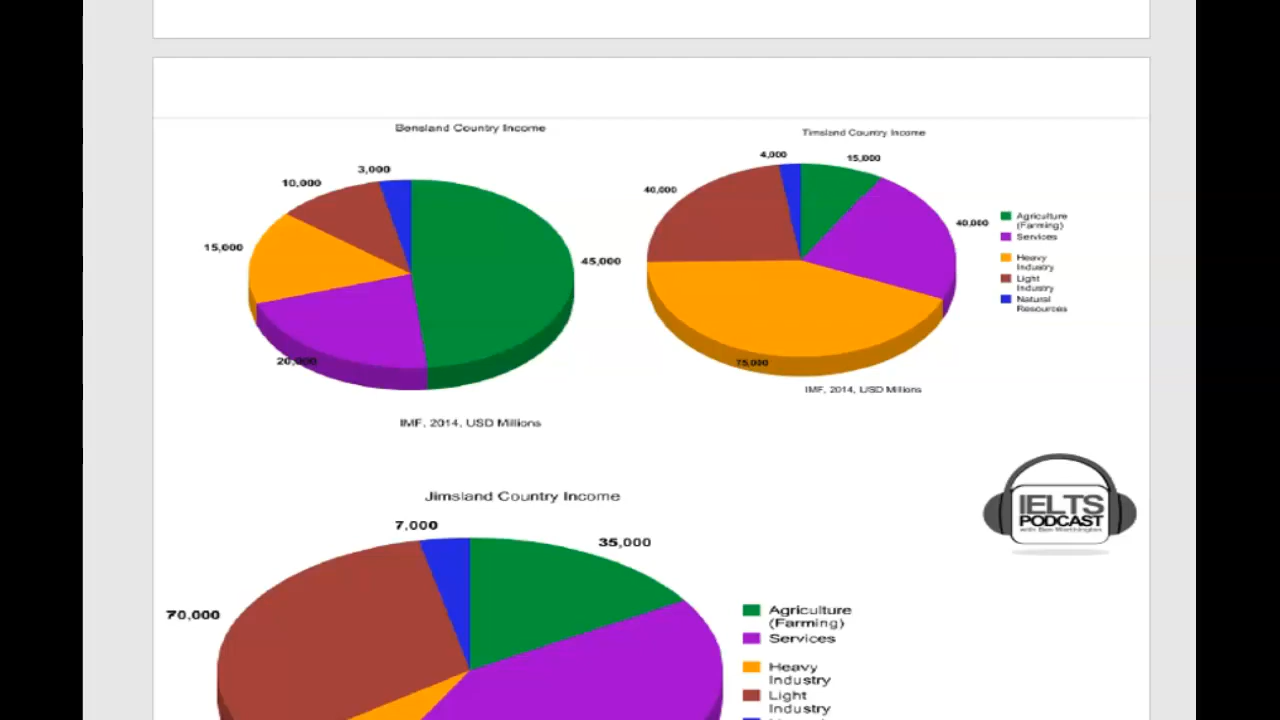 Bensland Country Income
3,000
10,000
15,000
45,000
20,000
IMF, 2014, USD Millions
Timsland Country Income
4,000
15,000
40,000
40,000
75,000
Agriculture
(Farming)
Services
Heavy
Industry
Light
Industry
Natural
Resources
IMF, 2014, USD Millions
IELTS
PODCAST
with Ben Worthington
Jimsland Country Income
7,000
35,000
70,000
Agriculture
(Farming)
Services
Heavy
Industry
Light
Industry